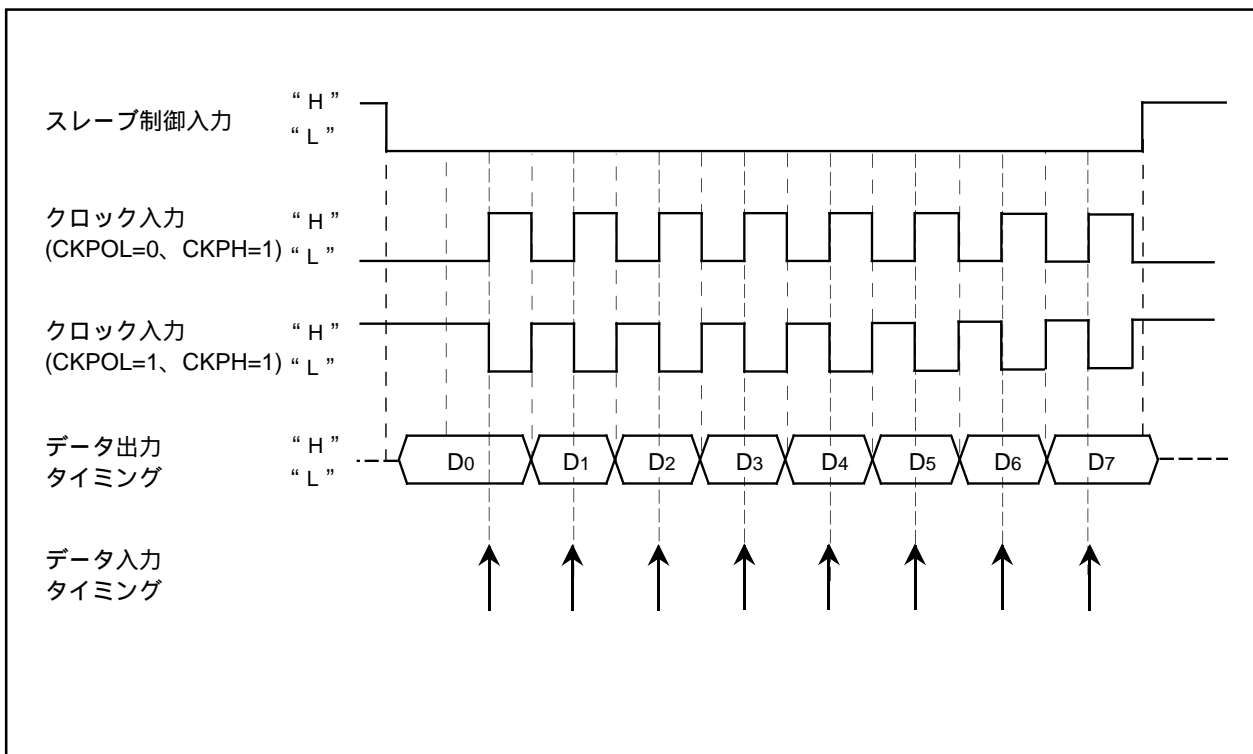 スレーブ制御入力
“ H ”
“ L ”
クロック入力
(CKPOL=0、CKPH=1)
“ H ”
“ L ”
クロック入力
(CKPOL=1、CKPH=1)
“ H ”
“ L ”
データ出力
タイミング
“ H ”
“ L ”
D0 D1 D2 D3 D4 D5 D6 D7
データ入力
タイミング